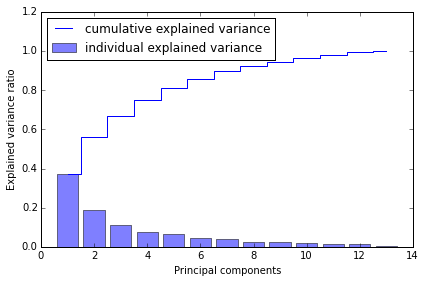 1.2
1.0
0.8
0.6
0.4
0.2
0.0
Explained variance ratio
cumulative explained variance
individual explained variance
0 2 4 6 8 10 12 14
Principal components